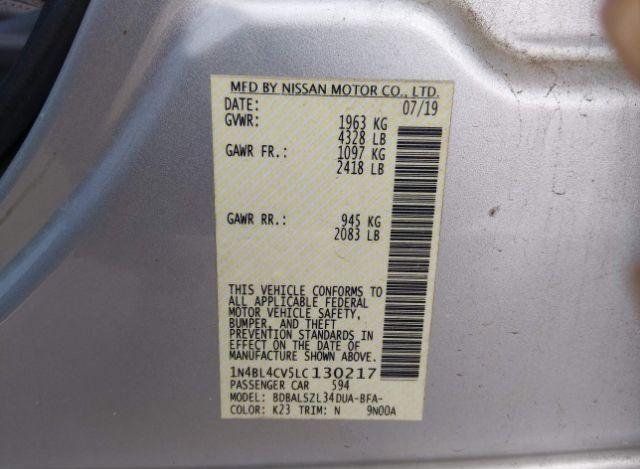 MFD BY NISSAN MOTOR CO., LTD.
DATE: 07/19
GVWR: 1963 KG
4328 LB
GAWR FR.: 1097 KG
2418 LB
GAWR RR.: 945 KG
2083 LB
THIS VEHICLE CONFORMS TO
ALL APPLICABLE FEDERAL
MOTOR VEHICLE SAFETY,
BUMPER, AND THEFT
PREVENTION STANDARDS IN
EFFECT ON THE DATE OF
MANUFACTURE SHOWN ABOVE.
1N4BL4CV5LC130217
PASSENGER CAR 594
MODEL: BDBALSZL34DUA-BFA-
COLOR: K23 TRIM: N 9N00A